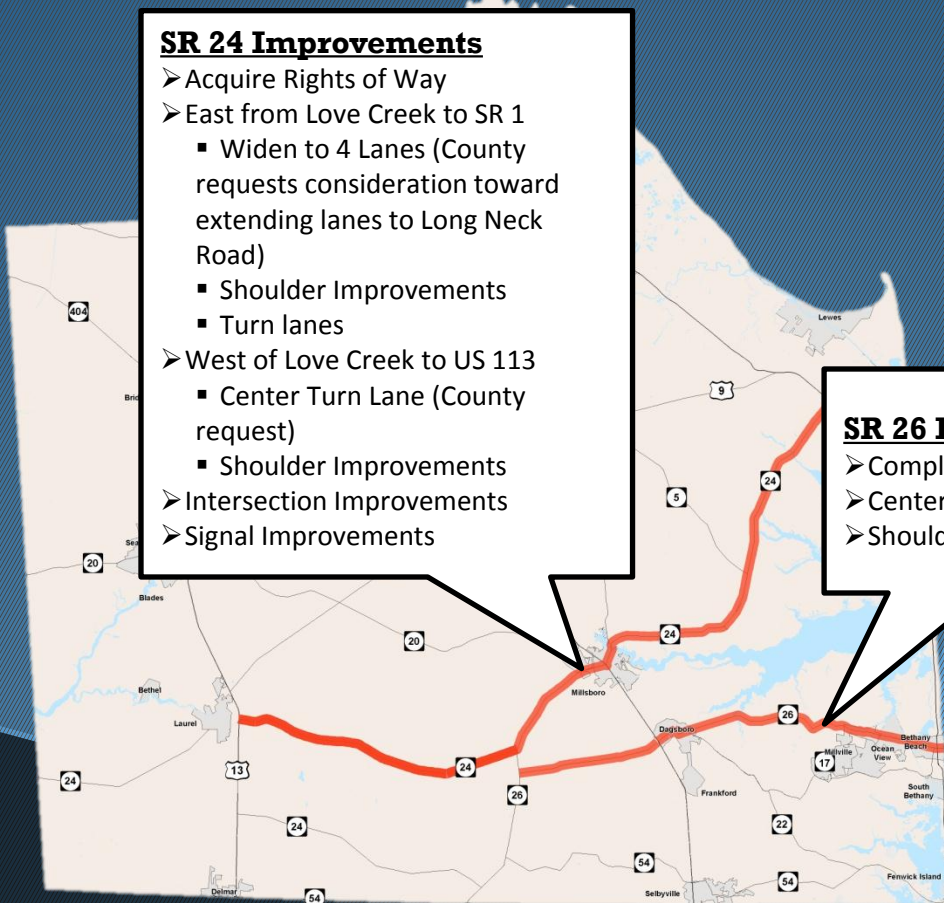 SR 24 Improvements
➢Acquire Rights of Way
➢East from Love Creek to SR 1
▪ Widen to 4 Lanes (County
requests consideration toward
extending lanes to Long Neck
Road)
▪ Shoulder Improvements
▪ Turn lanes
➢West of Love Creek to US 113
▪ Center Turn Lane (County
request)
▪ Shoulder Improvements
➢Intersection Improvements
➢Signal Improvements
404
Lewes
9
SR 26
➢Compl
➢Center
➢Should
24
5
20
Blades
20
24
Millsboro
Bethel
Laurel
26
Dagsboro
Bethany
Beach
Ocean
View
Millville
17
13
24
24
26
Frankford
South
Bethany
24
22
54
54
Fenwick Island
Delmar
54
Selbyville